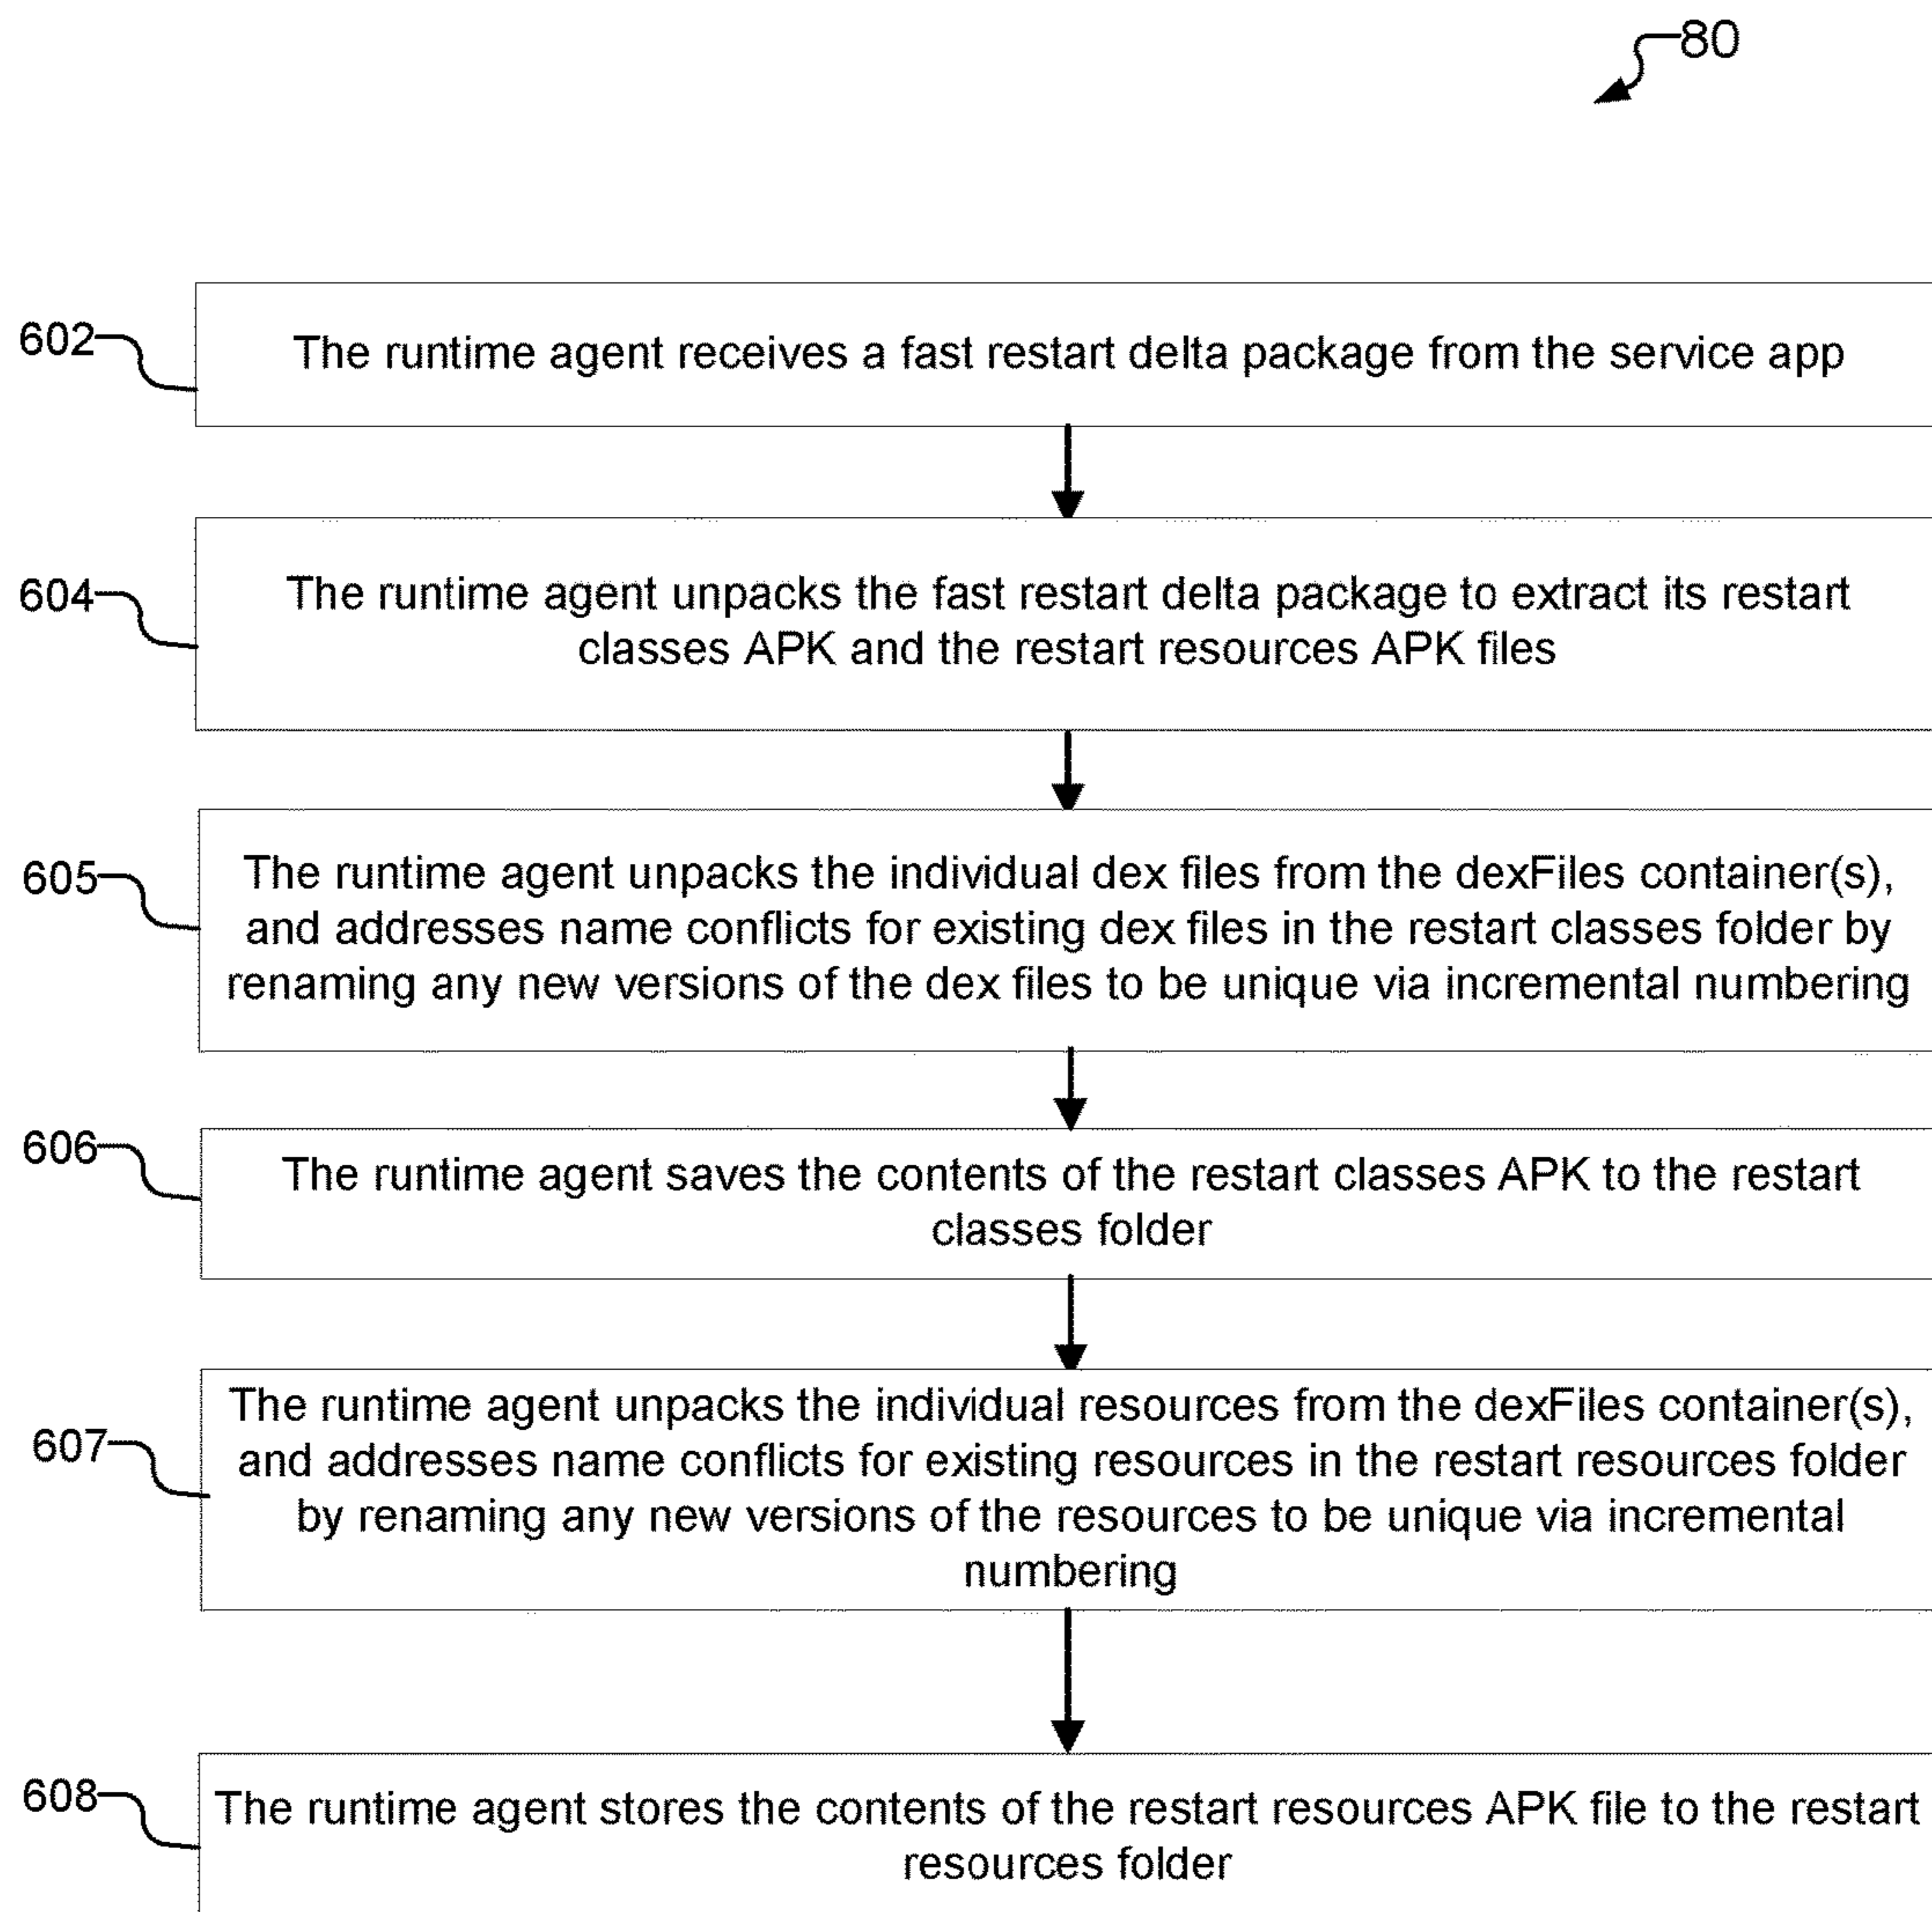 80
602
The runtime agent receives a fast restart delta package from the service app
604
The runtime agent unpacks the fast restart delta package to extract its restart
classes APK and the restart resources APK files
605
The runtime agent unpacks the individual dex files from the dexFiles container(s),
and addresses name conflicts for existing dex files in the restart classes folder by
renaming any new versions of the dex files to be unique via incremental numbering
606
The runtime agent saves the contents of the restart classes APK to the restart
classes folder
607
The runtime agent unpacks the individual resources from the dexFiles container(s),
and addresses name conflicts for existing resources in the restart resources folder
by renaming any new versions of the resources to be unique via incremental
numbering
608
The runtime agent stores the contents of the restart resources APK file to the restart
resources folder